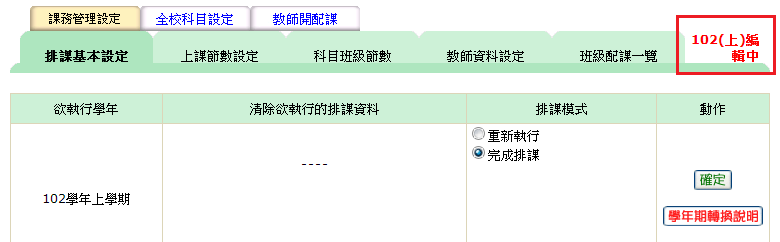 課務管理設定 全校科目設定 教師開配課
排課基本設定 上課節數設定 科目班級節數 教師資料設定 班級配課一覽 102(上)編
輯中
欲執行學年 清除欲執行的排課資料 排課模式 動作
重新執行
完成排課
----
確定
102學年上學期
學年期轉換說明